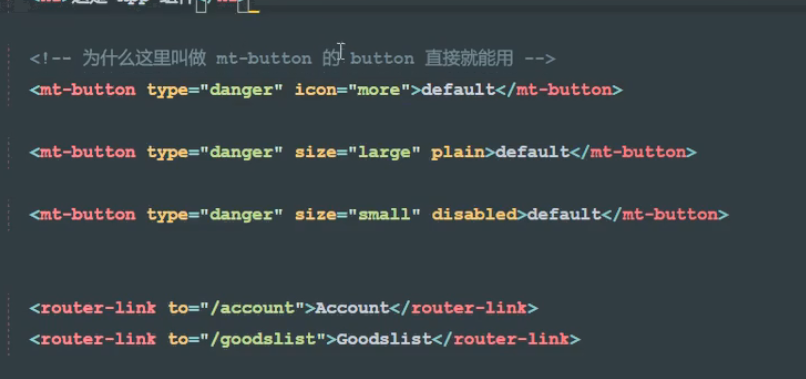 <!-- 为什么这里叫做 mt-button 的 button 直接就能用 -->
<mt-button type="danger" icon="more">default</mt-button>
<mt-button type="danger" size="large" plain>default</mt-button>
<mt-button type="danger" size="small" disabled>default</mt-button>
<router-link to="/account">Account</router-link>
<router-link to="/goodslist">Goodslist</router-link>